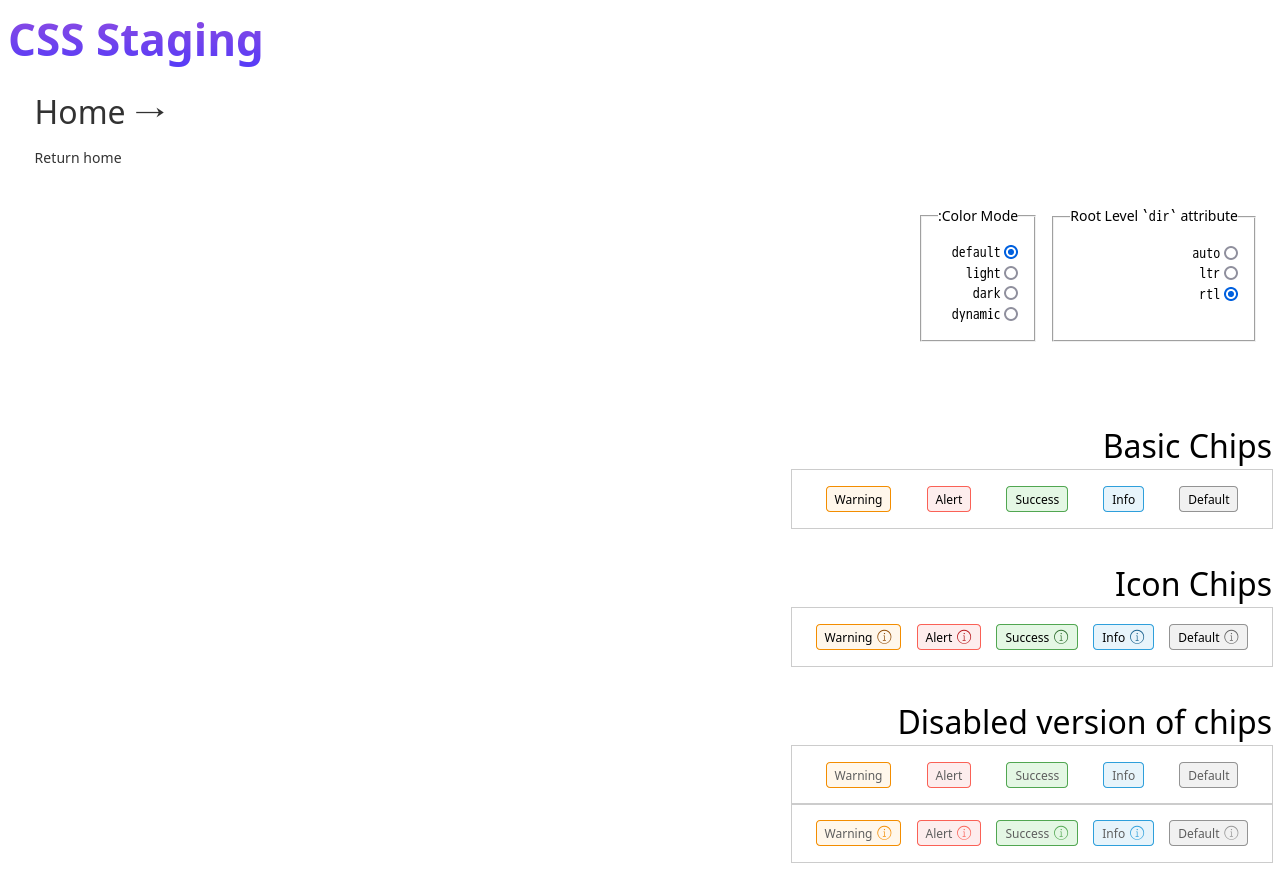 CSS Staging
Home →
Return home
:Color Mode
default
light
dark
dynamic
Root Level `dir` attribute
auto
ltr
rtl
Basic Chips
Warning Alert Success Info Default
Icon Chips
Warning Alert Success Info Default
Disabled version of chips
Warning Alert Success Info Default
Warning Alert Success Info Default